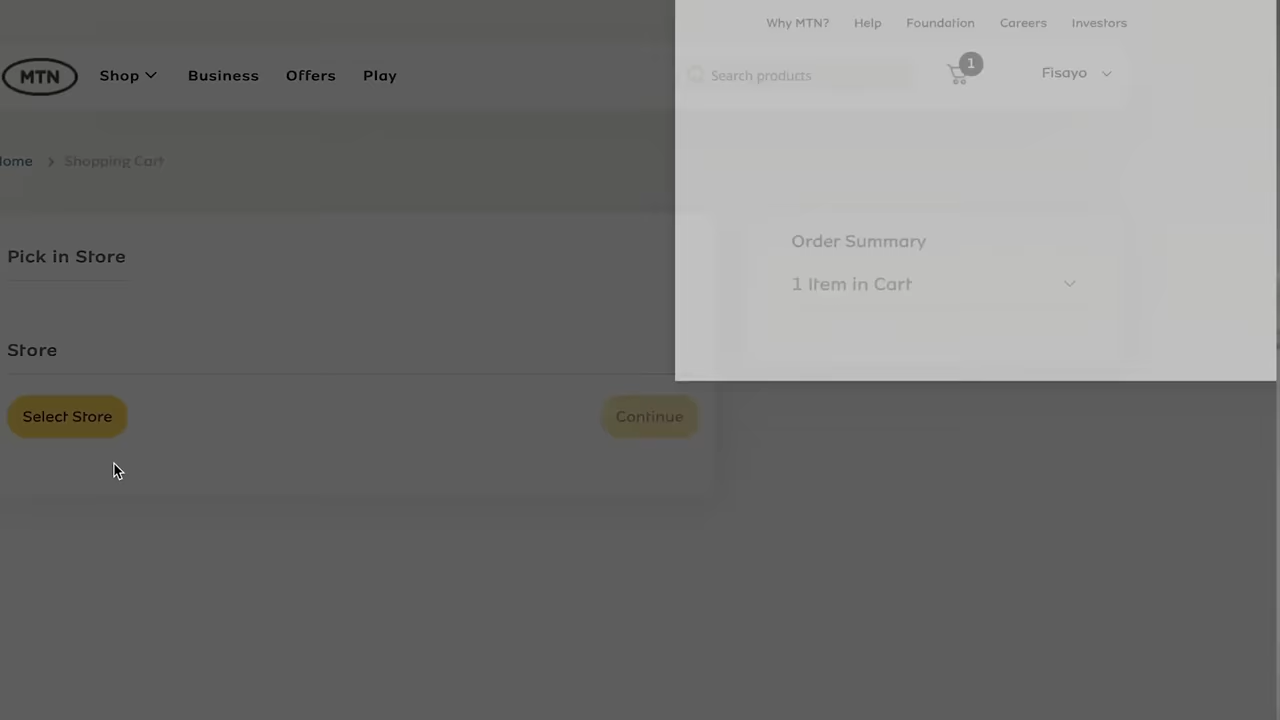 Why MTN? Help Foundation Careers Investors
MTN Shop Business Offers Play Search products 1 Fisayo
Home > Shopping Cart
Pick in Store
Order Summary
1 Item in Cart
Store
Select Store Continue